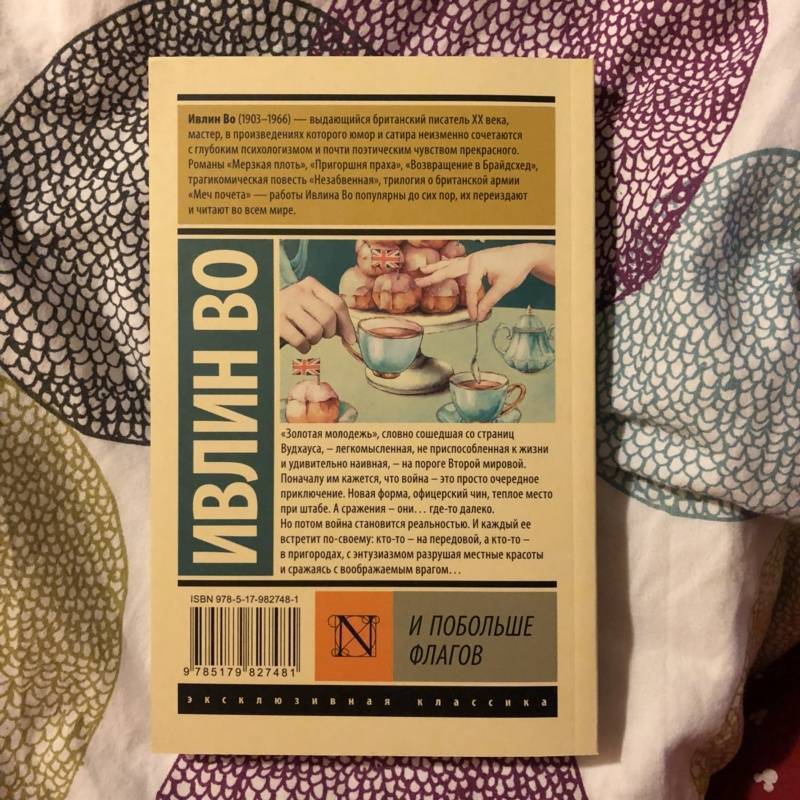 Ивлин Во (1903–1966) — выдающийся британский писатель XX века,
мастер, в произведениях которого юмор и сатира неизменно сочетаются
с глубоким психологизмом и почти поэтическим чувством прекрасного.
Романы «Мерзкая плоть», «Пригоршня праха», «Возвращение в Брайдсхед»,
трагикомическая повесть «Незабвенная», трилогия о британской армии
«Меч почета» — работы Ивлина Во популярны до сих пор, их переиздают
и читают во всем мире.
ИВЛИН ВО
«Золотая молодежь», словно сошедшая со страниц
Вудхауса, – легкомысленная, не приспособленная к жизни
и удивительно наивная, – на пороге Второй мировой.
Поначалу им кажется, что война – это просто очередное
приключение. Новая форма, офицерский чин, теплое место
при штабе. А сражения – они... где-то далеко.
Но потом война становится реальностью. И каждый ее
встретит по-своему: кто-то – на передовой, а кто-то –
в пригородах, с энтузиазмом разрушая местные красоты
и сражаясь с воображаемым врагом...
ISBN 978-5-17-982748-1
9 785179 827481
N
И ПОБОЛЬШЕ
ФЛАГОВ
эксклюзивная классика